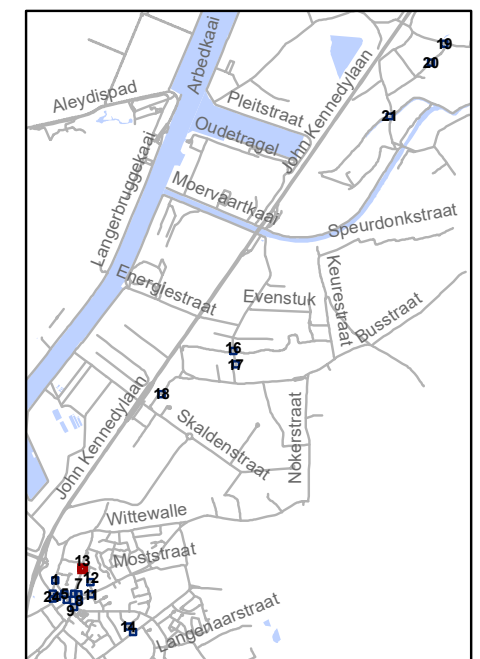 Arbedkaai
19
20
Aleydispad
Pleitstraat
John Kennedylaan
21
Oudetragel
Langerbruggekaai
Moervaartkaai
Speurdonkstraat
Energiestraat
Evenstuk
Keurestraat
Busstraat
16
17
John Kennedylaan
18
Skaldenstraat
Nokerstraat
Wittewalle
Moststraat
13
7
12
11
9
14
Langenaarstraat